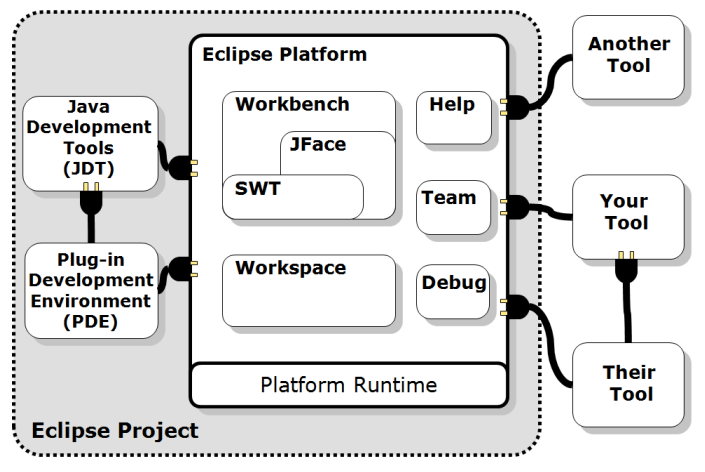 Eclipse Platform
Workbench
JFace
SWT
Workspace
Help
Team
Debug
Platform Runtime
Java
Development
Tools
(JDT)
Plug-in
Development
Environment
(PDE)
Eclipse Project
Another
Tool
Your
Tool
Their
Tool